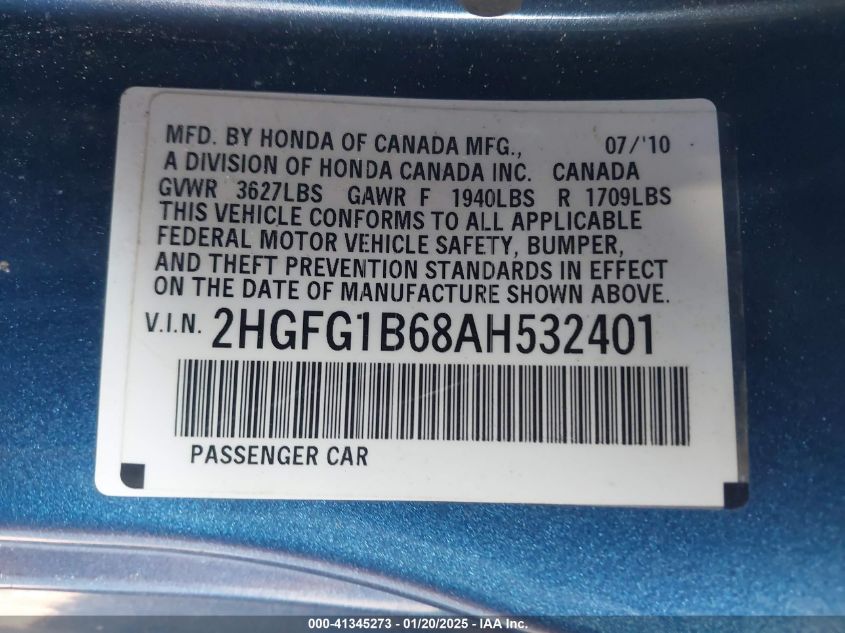 MFD. BY HONDA OF CANADA MFG., 07/'10
A DIVISION OF HONDA CANADA INC. CANADA
GVWR 3627LBS GAWR F 1940LBS R 1709LBS
THIS VEHICLE CONFORMS TO ALL APPLICABLE
FEDERAL MOTOR VEHICLE SAFETY, BUMPER,
AND THEFT PREVENTION STANDARDS IN EFFECT
ON THE DATE OF MANUFACTURE SHOWN ABOVE.
V.I.N. 2HGFG1B68AH532401
PASSENGER CAR
000-41345273 - 01/20/2025 - IAA Inc.